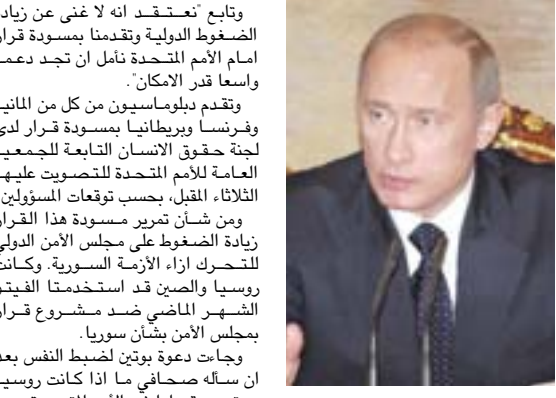 وتابع "نعتقد انه لا غنى عن زياد
الضغوط الدولية وتقدمنا بمسودة قرار
امام الأمم المتحدة نأمل ان تجد دعما
واسعا قدر الامكان".
وتقدم دبلوماسيون من كل من المانيا
وفرنسا وبريطانيا بمسودة قرار لدى
لجنة حقوق الانسان التابعة للجمعية
العامة للأمم المتحدة للتصويت عليها
الثلاثاء المقبل، بحسب توقعات المسؤولين
ومن شأن تمرير مسودة هذا القرار
زيادة الضغوط على مجلس الأمن الدولي
للتحرك ازاء الأزمة السورية. وكانت
روسيا والصين قد استخدمتا الفيتو
الشهر الماضي ضد مشروع قرار
بمجلس الأمن بشأن سوريا.
وجاءت دعوة بوتين لضبط النفس بعد
ان سأله صحافي ما اذا كانت روسيا